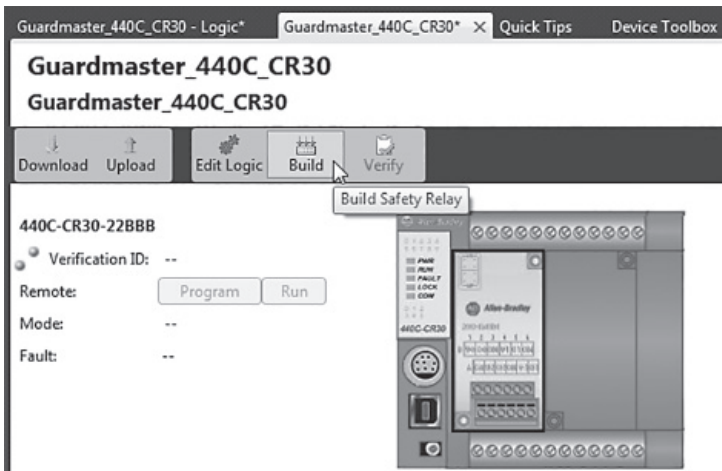 Guardmaster_440C_CR30 - Logic*
Guardmaster_440C_CR30* ×
Quick Tips
Device Toolbox
Guardmaster_440C_CR30
Guardmaster_440C_CR30
Download
Upload
Edit Logic
Build
Verify
Build Safety Relay
440C-CR30-22BBB
Verification ID: --
Remote:
Program
Run
Mode: --
Fault: --
PWR
RUN
FAULT
LOCK
COM
440C-CR30
Allen-Bradley